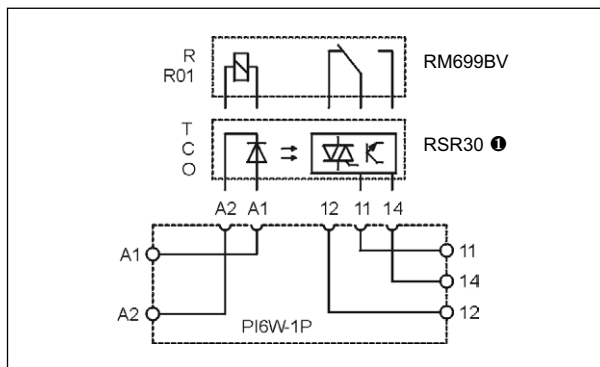 R
R01
RM699BV
T
C
O
RSR30 ❶
A2 A1 12 11 14
A1
11
14
A2
12
PI6W-1P